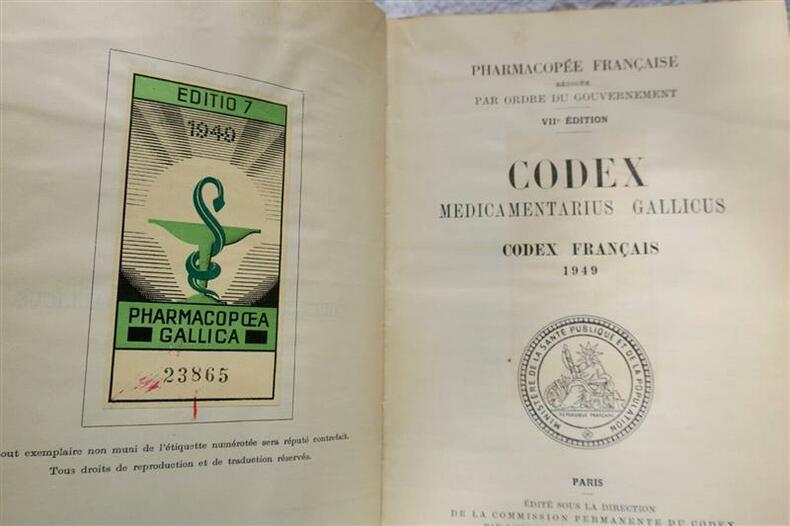 EDITIO 7
1949
PHARMACOPŒA
GALLICA
23865
out exemplaire non muni de l'étiquette numérotée sera réputé contrefait.
Tous droits de reproduction et de traduction réservés.
PHARMACOPÉE FRANÇAISE
RÉDIGÉE
PAR ORDRE DU GOUVERNEMENT
VIIe ÉDITION
CODEX
MEDICAMENTARIUS GALLICUS
CODEX FRANÇAIS
1949
MINISTÈRE DE LA SANTÉ PUBLIQUE ET DE LA POPULATION
RÉPUBLIQUE FRANÇAISE
PARIS
ÉDITÉ SOUS LA DIRECTION
DE LA COMMISSION PERMANENTE DU CODEX